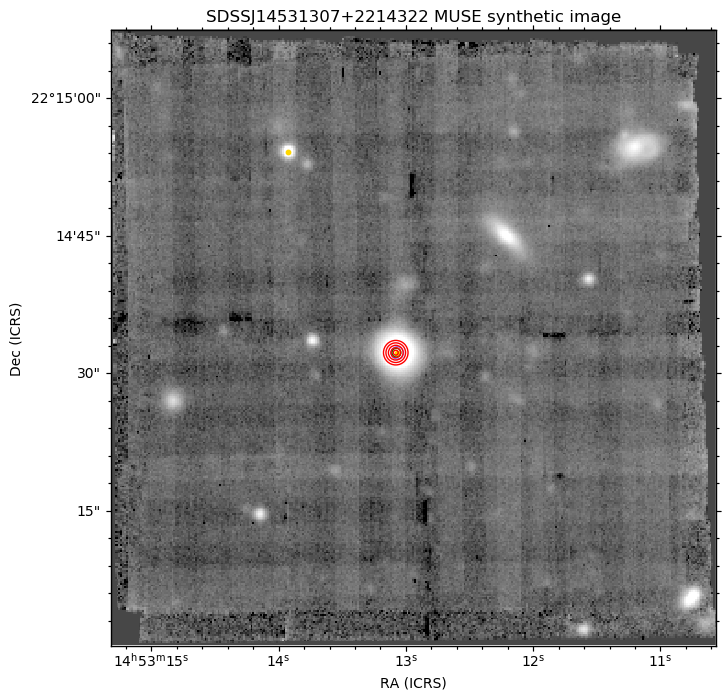 SDSSJ14531307+2214322 MUSE synthetic image
22°15'00"
14'45"
30"
15"
Dec (ICRS)
14ʰ53ᵐ15ˢ
14ˢ
13ˢ
12ˢ
11ˢ
RA (ICRS)